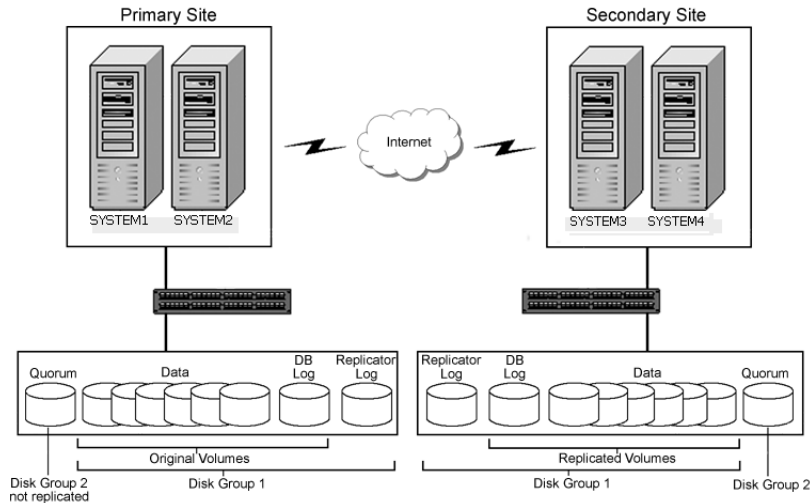 Primary Site
Secondary Site
Internet
SYSTEM1 SYSTEM2
SYSTEM3 SYSTEM4
Quorum
Data
DB
Log
Replicator
Log
Replicator
Log
DB
Log
Data
Quorum
Original Volumes
Replicated Volumes
Disk Group 2
not replicated
Disk Group 1
Disk Group 1
Disk Group 2